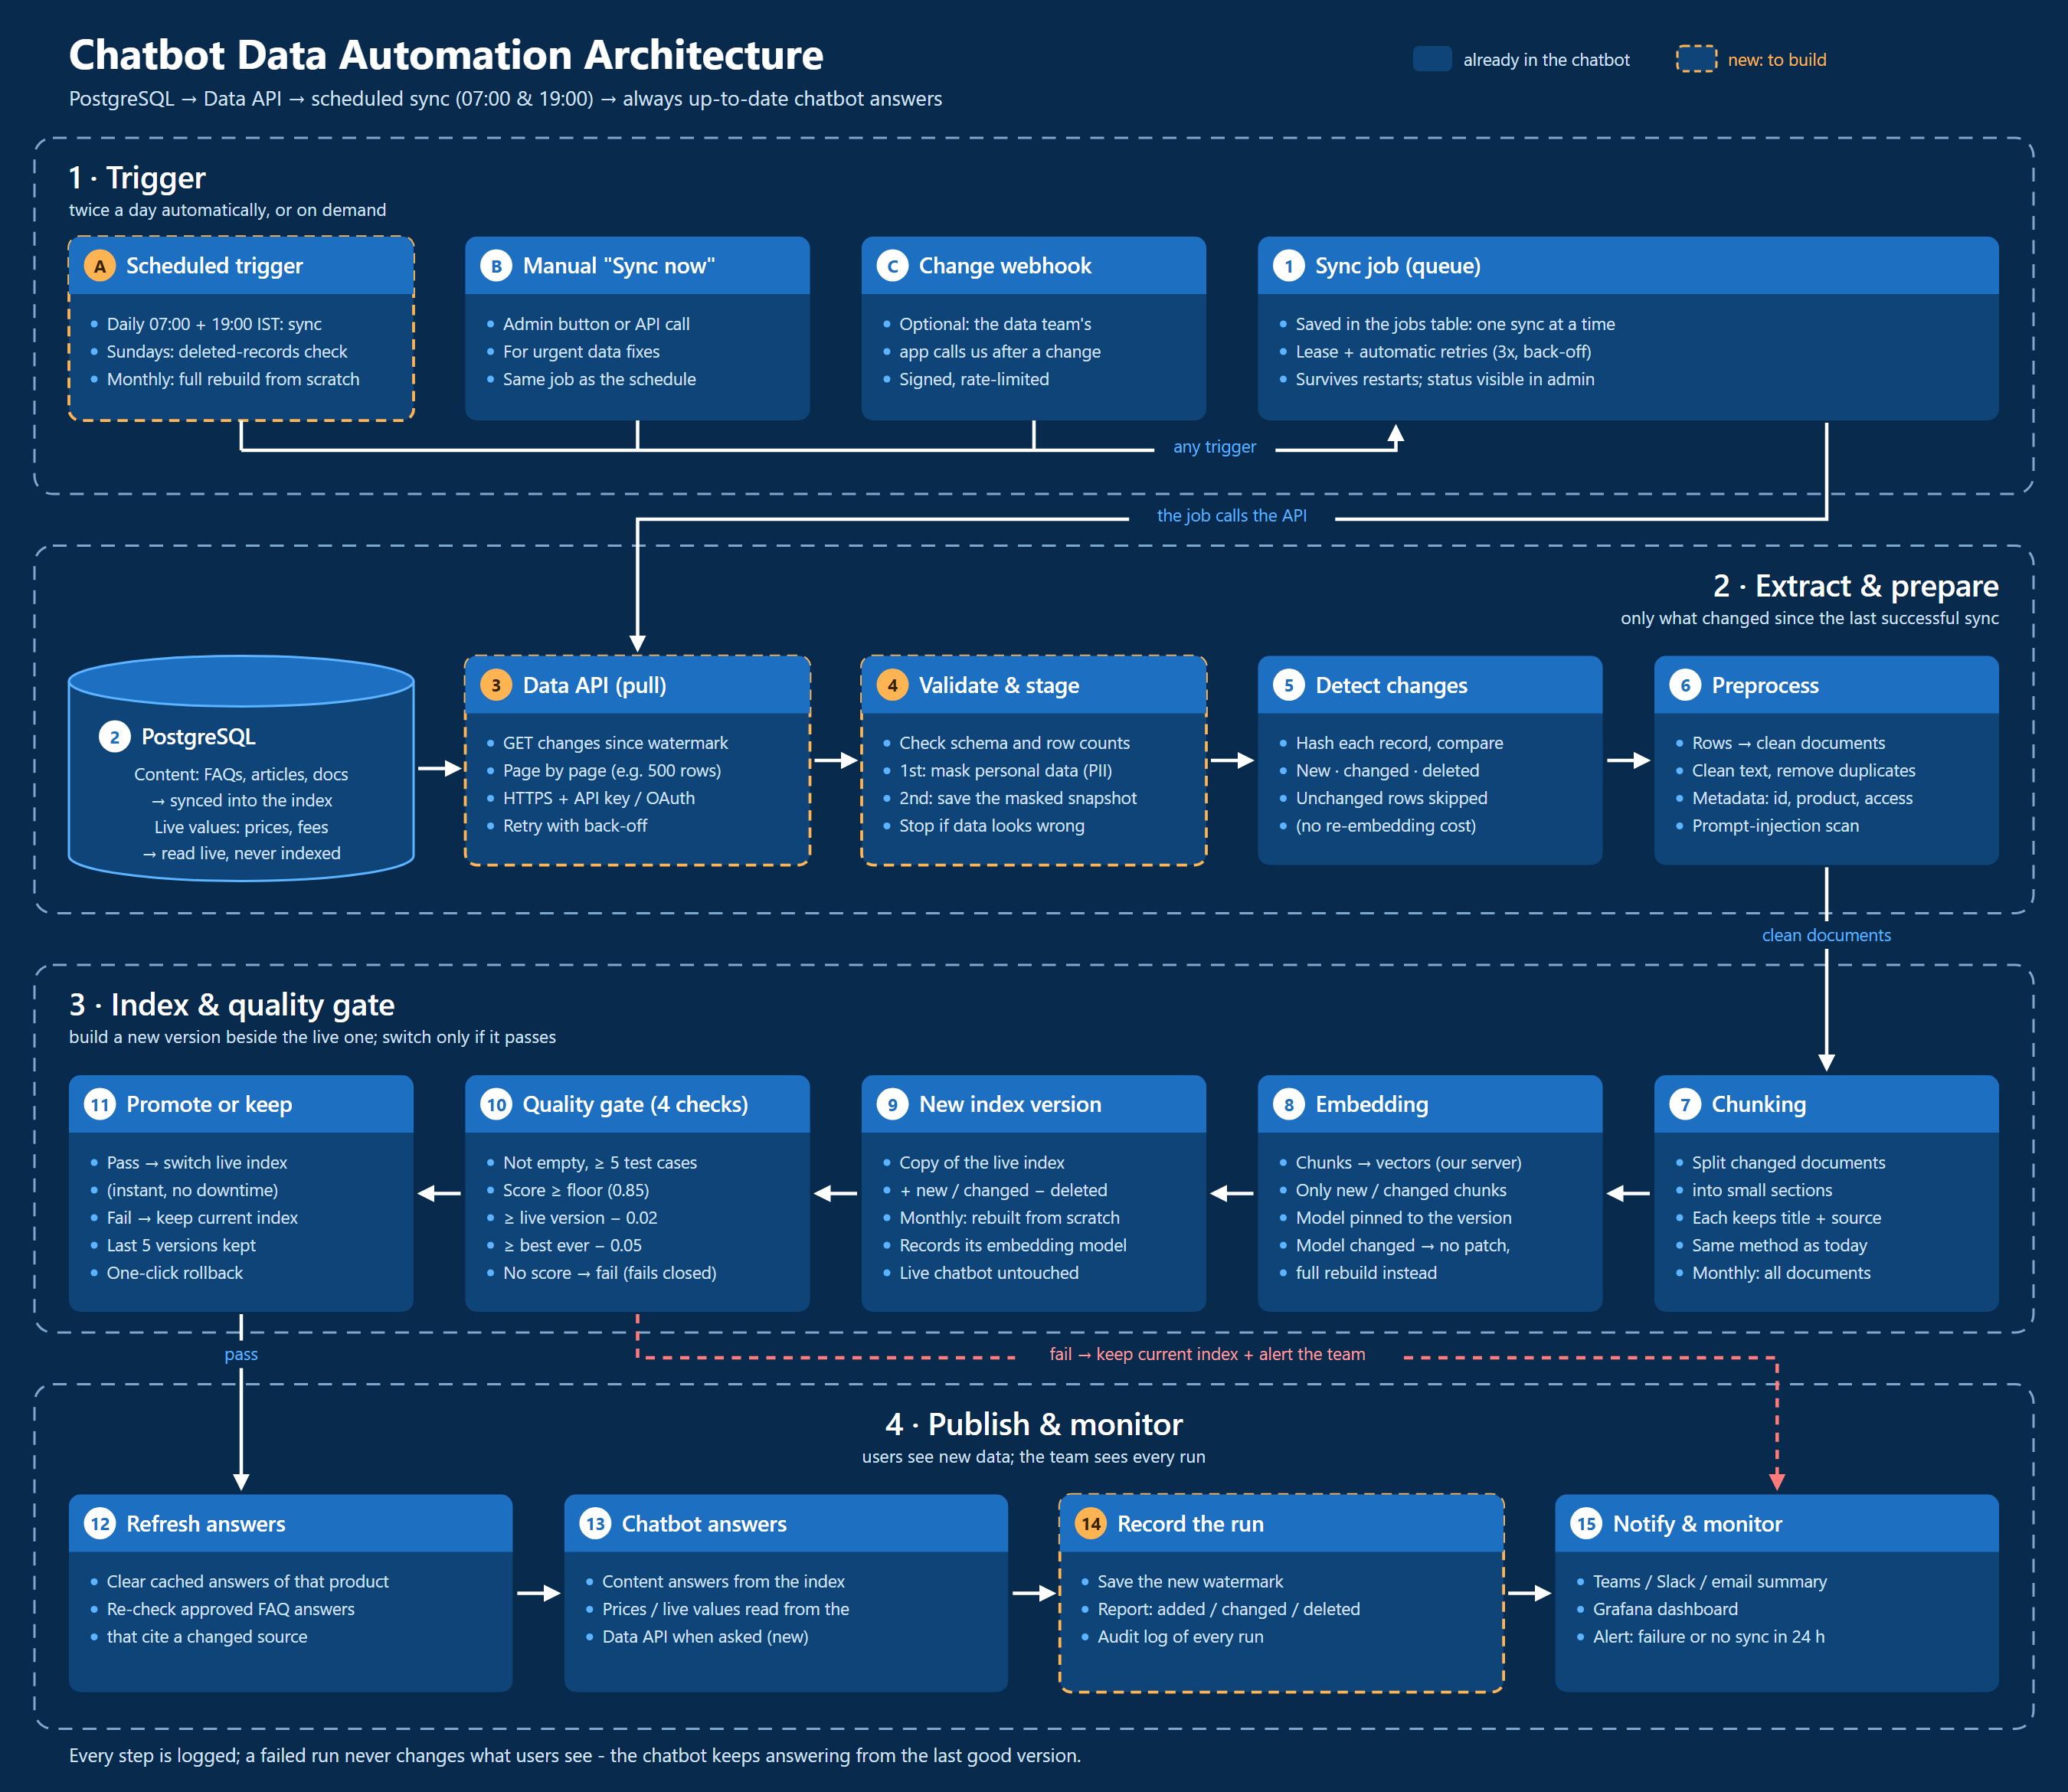 Chatbot Data Automation Architecture
PostgreSQL → Data API → scheduled sync (07:00 & 19:00) → always up-to-date chatbot answers
already in the chatbot
new: to build
1 · Trigger
twice a day automatically, or on demand
A Scheduled trigger
• Daily 07:00 + 19:00 IST: sync
• Sundays: deleted-records check
• Monthly: full rebuild from scratch
B Manual "Sync now"
• Admin button or API call
• For urgent data fixes
• Same job as the schedule
C Change webhook
• Optional: the data team's
• app calls us after a change
• Signed, rate-limited
1 Sync job (queue)
• Saved in the jobs table: one sync at a time
• Lease + automatic retries (3x, back-off)
• Survives restarts; status visible in admin
any trigger
the job calls the API
2 · Extract & prepare
only what changed since the last successful sync
2 PostgreSQL
Content: FAQs, articles, docs
→ synced into the index
Live values: prices, fees
→ read live, never indexed
3 Data API (pull)
• GET changes since watermark
• Page by page (e.g. 500 rows)
• HTTPS + API key / OAuth
• Retry with back-off
4 Validate & stage
• Check schema and row counts
• 1st: mask personal data (PII)
• 2nd: save the masked snapshot
• Stop if data looks wrong
5 Detect changes
• Hash each record, compare
• New · changed · deleted
• Unchanged rows skipped
• (no re-embedding cost)
6 Preprocess
• Rows → clean documents
• Clean text, remove duplicates
• Metadata: id, product, access
• Prompt-injection scan
clean documents
3 · Index & quality gate
build a new version beside the live one; switch only if it passes
11 Promote or keep
• Pass → switch live index
• (instant, no downtime)
• Fail → keep current index
• Last 5 versions kept
• One-click rollback
10 Quality gate (4 checks)
• Not empty, ≥ 5 test cases
• Score ≥ floor (0.85)
• ≥ live version − 0.02
• ≥ best ever − 0.05
• No score → fail (fails closed)
9 New index version
• Copy of the live index
• + new / changed − deleted
• Monthly: rebuilt from scratch
• Records its embedding model
• Live chatbot untouched
8 Embedding
• Chunks → vectors (our server)
• Only new / changed chunks
• Model pinned to the version
• Model changed → no patch,
• full rebuild instead
7 Chunking
• Split changed documents
• into small sections
• Each keeps title + source
• Same method as today
• Monthly: all documents
pass
fail → keep current index + alert the team
4 · Publish & monitor
users see new data; the team sees every run
12 Refresh answers
• Clear cached answers of that product
• Re-check approved FAQ answers
• that cite a changed source
13 Chatbot answers
• Content answers from the index
• Prices / live values read from the
• Data API when asked (new)
14 Record the run
• Save the new watermark
• Report: added / changed / deleted
• Audit log of every run
15 Notify & monitor
• Teams / Slack / email summary
• Grafana dashboard
• Alert: failure or no sync in 24 h
Every step is logged; a failed run never changes what users see - the chatbot keeps answering from the last good version.